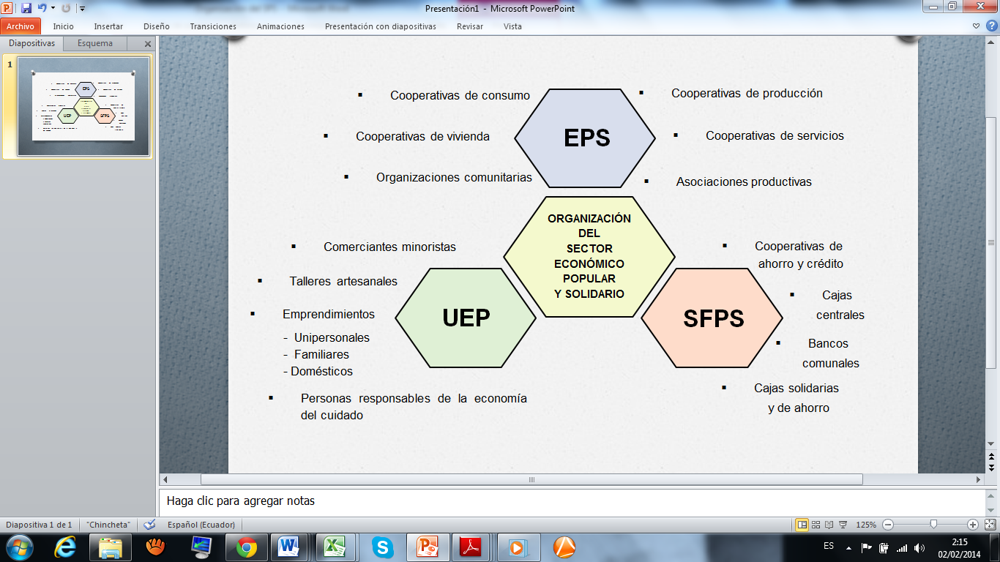 Presentación1 - Microsoft PowerPoint
Archivo Inicio Insertar Diseño Transiciones Animaciones Presentación con diapositivas Revisar Vista
Diapositivas Esquema
1
▪ Cooperativas de consumo
▪ Cooperativas de vivienda
▪ Organizaciones comunitarias
EPS
▪ Cooperativas de producción
▪ Cooperativas de servicios
▪ Asociaciones productivas
ORGANIZACIÓN
DEL
SECTOR
ECONÓMICO
POPULAR
Y SOLIDARIO
▪ Comerciantes minoristas
▪ Talleres artesanales
▪ Emprendimientos
- Unipersonales
- Familiares
- Domésticos
▪ Personas responsables de la economía
del cuidado
UEP
SFPS
▪ Cooperativas de
ahorro y crédito
▪ Cajas
centrales
▪ Bancos
comunales
▪ Cajas solidarias
y de ahorro
Haga clic para agregar notas
Diapositiva 1 de 1 "Chincheta" Español (Ecuador) 125%
ES 2:15
02/02/2014